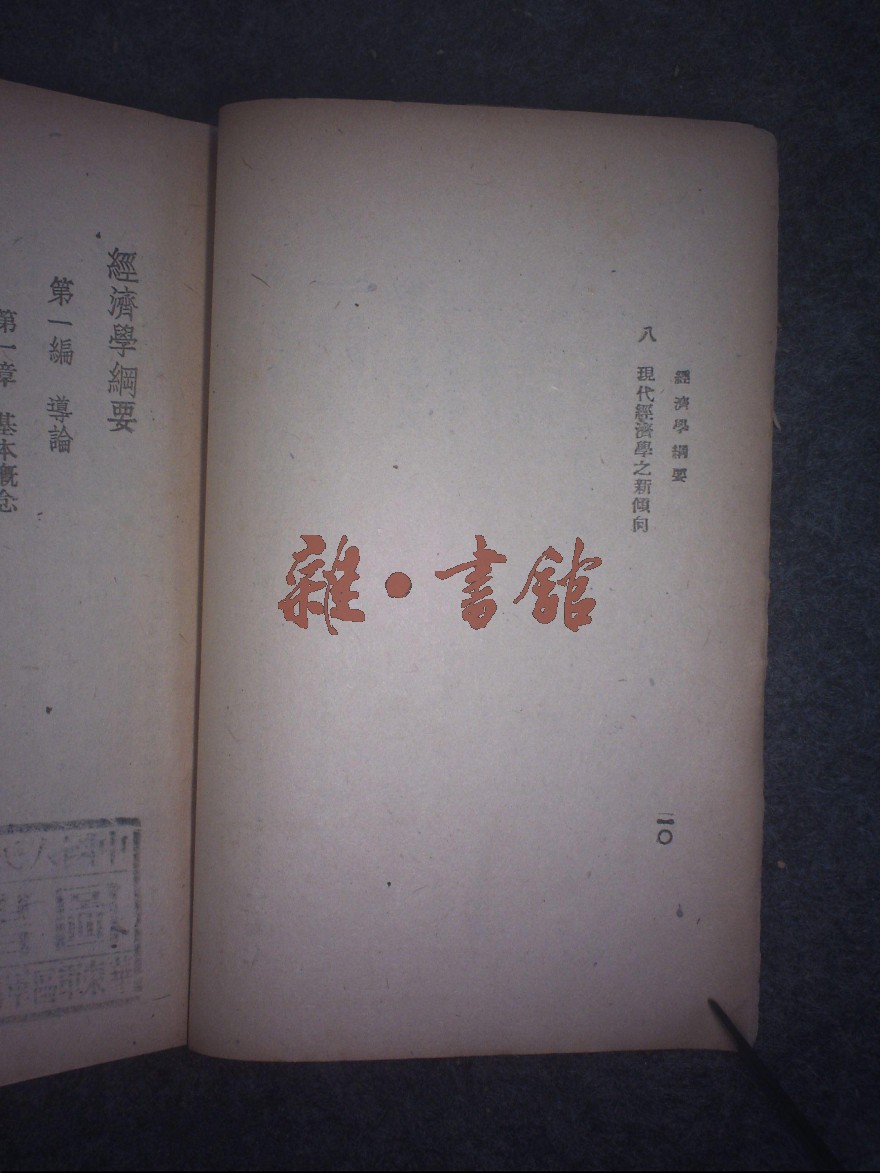 經濟學綱要
八 現代經濟學之新傾向
一〇
雜·書館
經濟學綱要
第一編 導論
第一章 基本概念